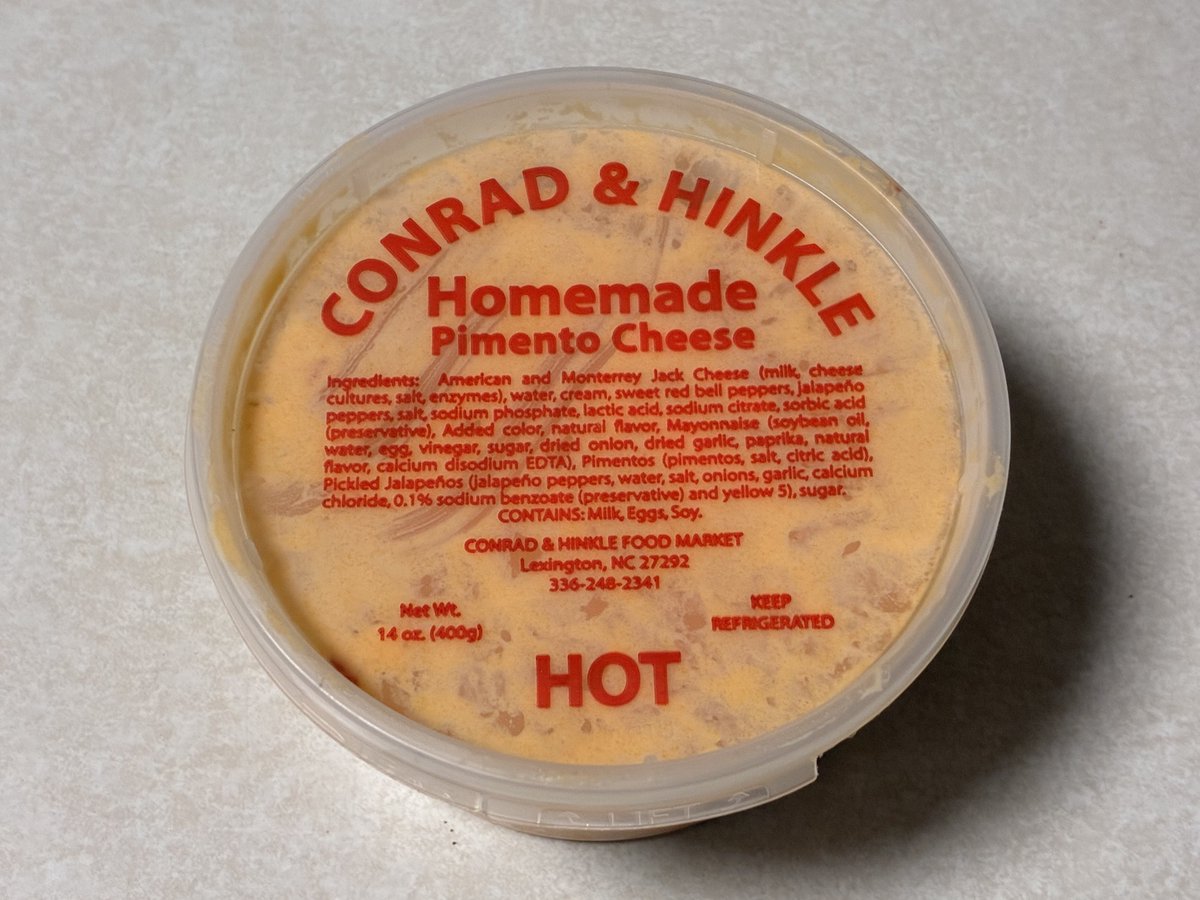 CONRAD & HINKLE
Homemade
Pimento Cheese
Ingredients: American and Monterrey Jack Cheese (milk, cheese
cultures, salt, enzymes), water, cream, sweet red bell peppers, Jalapeño
peppers, salt, sodium phosphate, lactic acid, sodium citrate, sorbic acid
(preservative), Added color, natural flavor, Mayonnaise (soybean oil,
water, egg, vinegar, sugar, dried onion, dried garlic, paprika, natural
flavor, calcium disodium EDTA), Pimentos (pimentos, salt, citric acid),
Pickled Jalapeños (jalapeño peppers, water, salt, onions, garlic, calcium
chloride, 0.1% sodium benzoate (preservative) and yellow 5), sugar.
CONTAINS: Milk, Eggs, Soy.
CONRAD & HINKLE FOOD MARKET
Lexington, NC 27292
336-248-2341
Net Wt.
14 oz. (400g)
KEEP
REFRIGERATED
HOT
LIFT